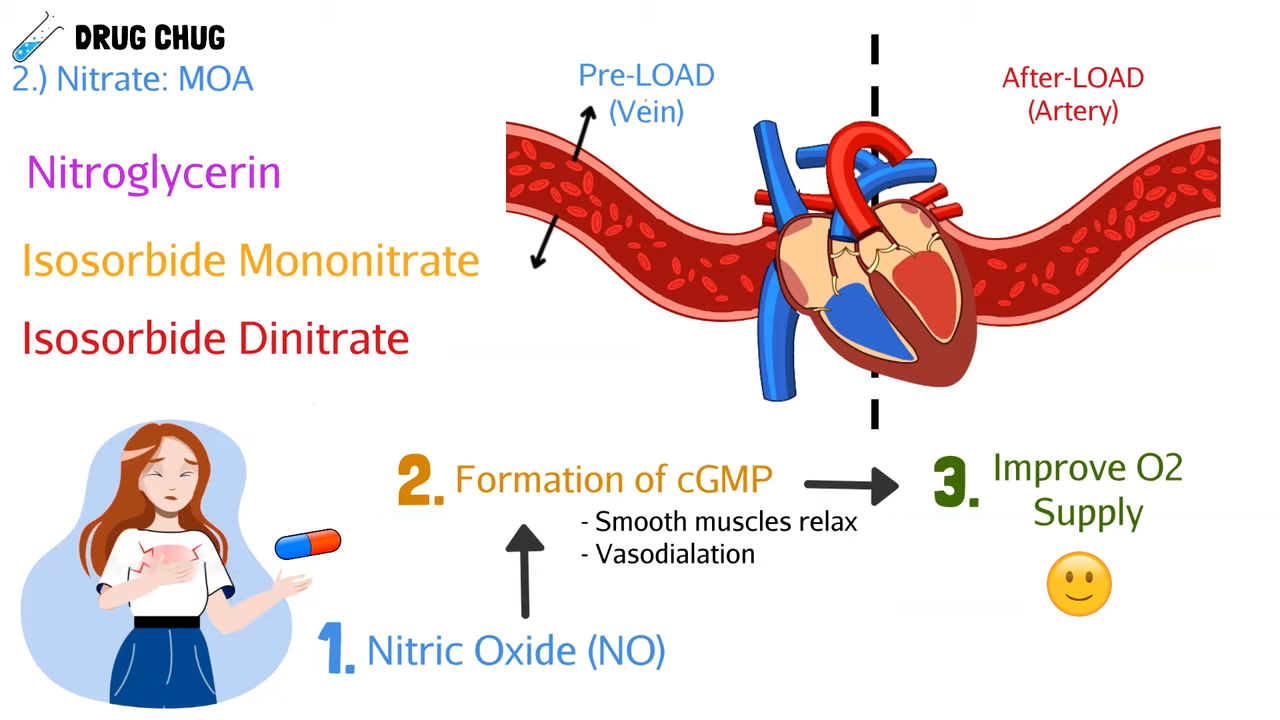 DRUG CHUG
2.) Nitrate: MOA
Nitroglycerin
Isosorbide Mononitrate
Isosorbide Dinitrate
Pre-LOAD
(Vein)
After-LOAD
(Artery)
1. Nitric Oxide (NO)
2. Formation of cGMP
- Smooth muscles relax
- Vasodialation
3. Improve O2
Supply